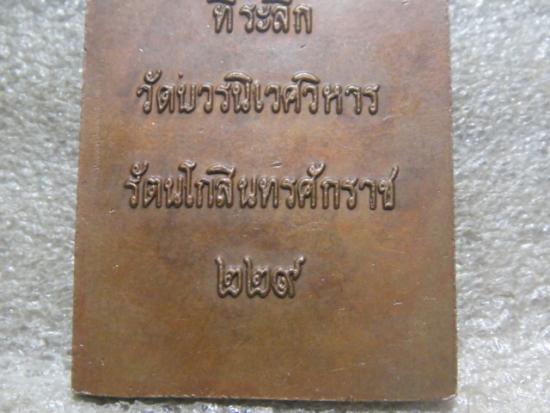 ที่ระลึก
วัดบวรนิเวศวิหาร
รัตนโกสินทรศักราช
๒๒๙